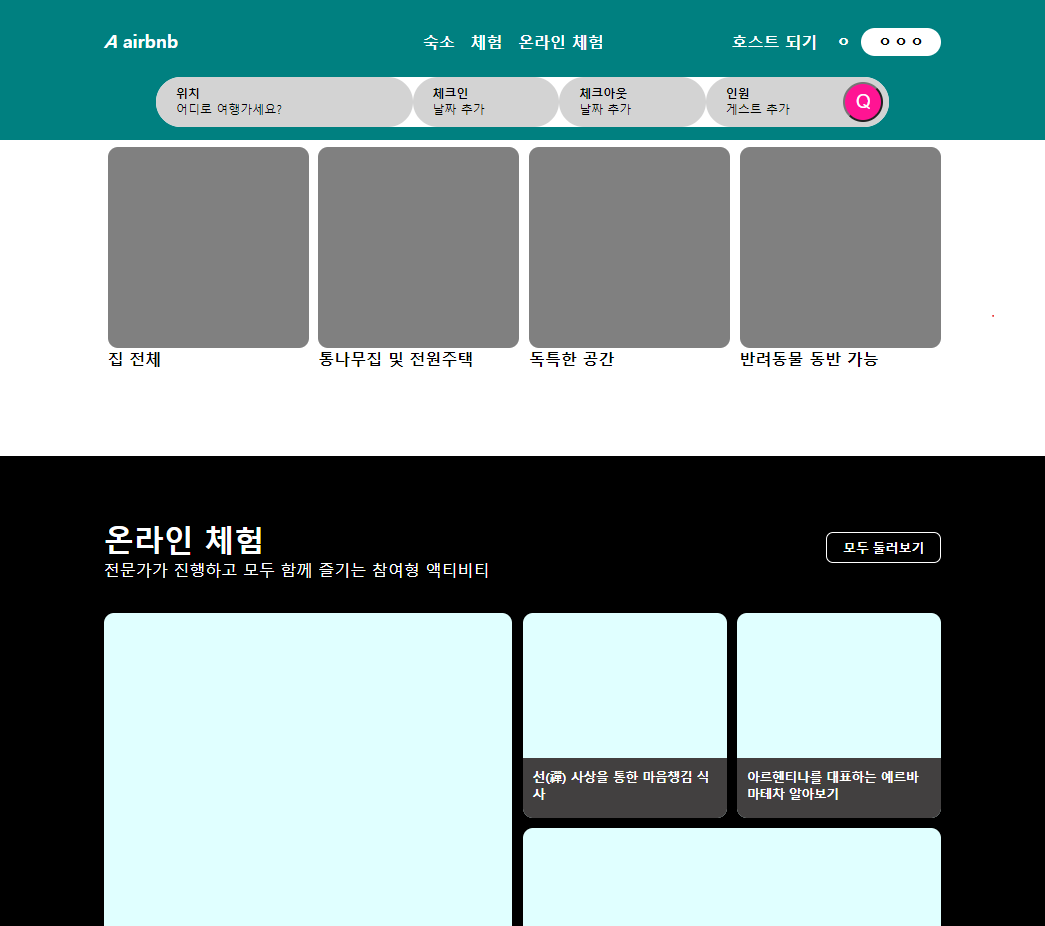 A airbnb 숙소 체험 온라인 체험 호스트 되기 ㅇ ㅇ ㅇ ㅇ
위치 체크인 체크아웃 인원
어디로 여행가세요? 날짜 추가 날짜 추가 게스트 추가 Q
집 전체 통나무집 및 전원주택 독특한 공간 반려동물 동반 가능
온라인 체험
전문가가 진행하고 모두 함께 즐기는 참여형 액티비티
모두 둘러보기
선(禪) 사상을 통한 마음챙김 식
사
아르헨티나를 대표하는 예르바
마테차 알아보기